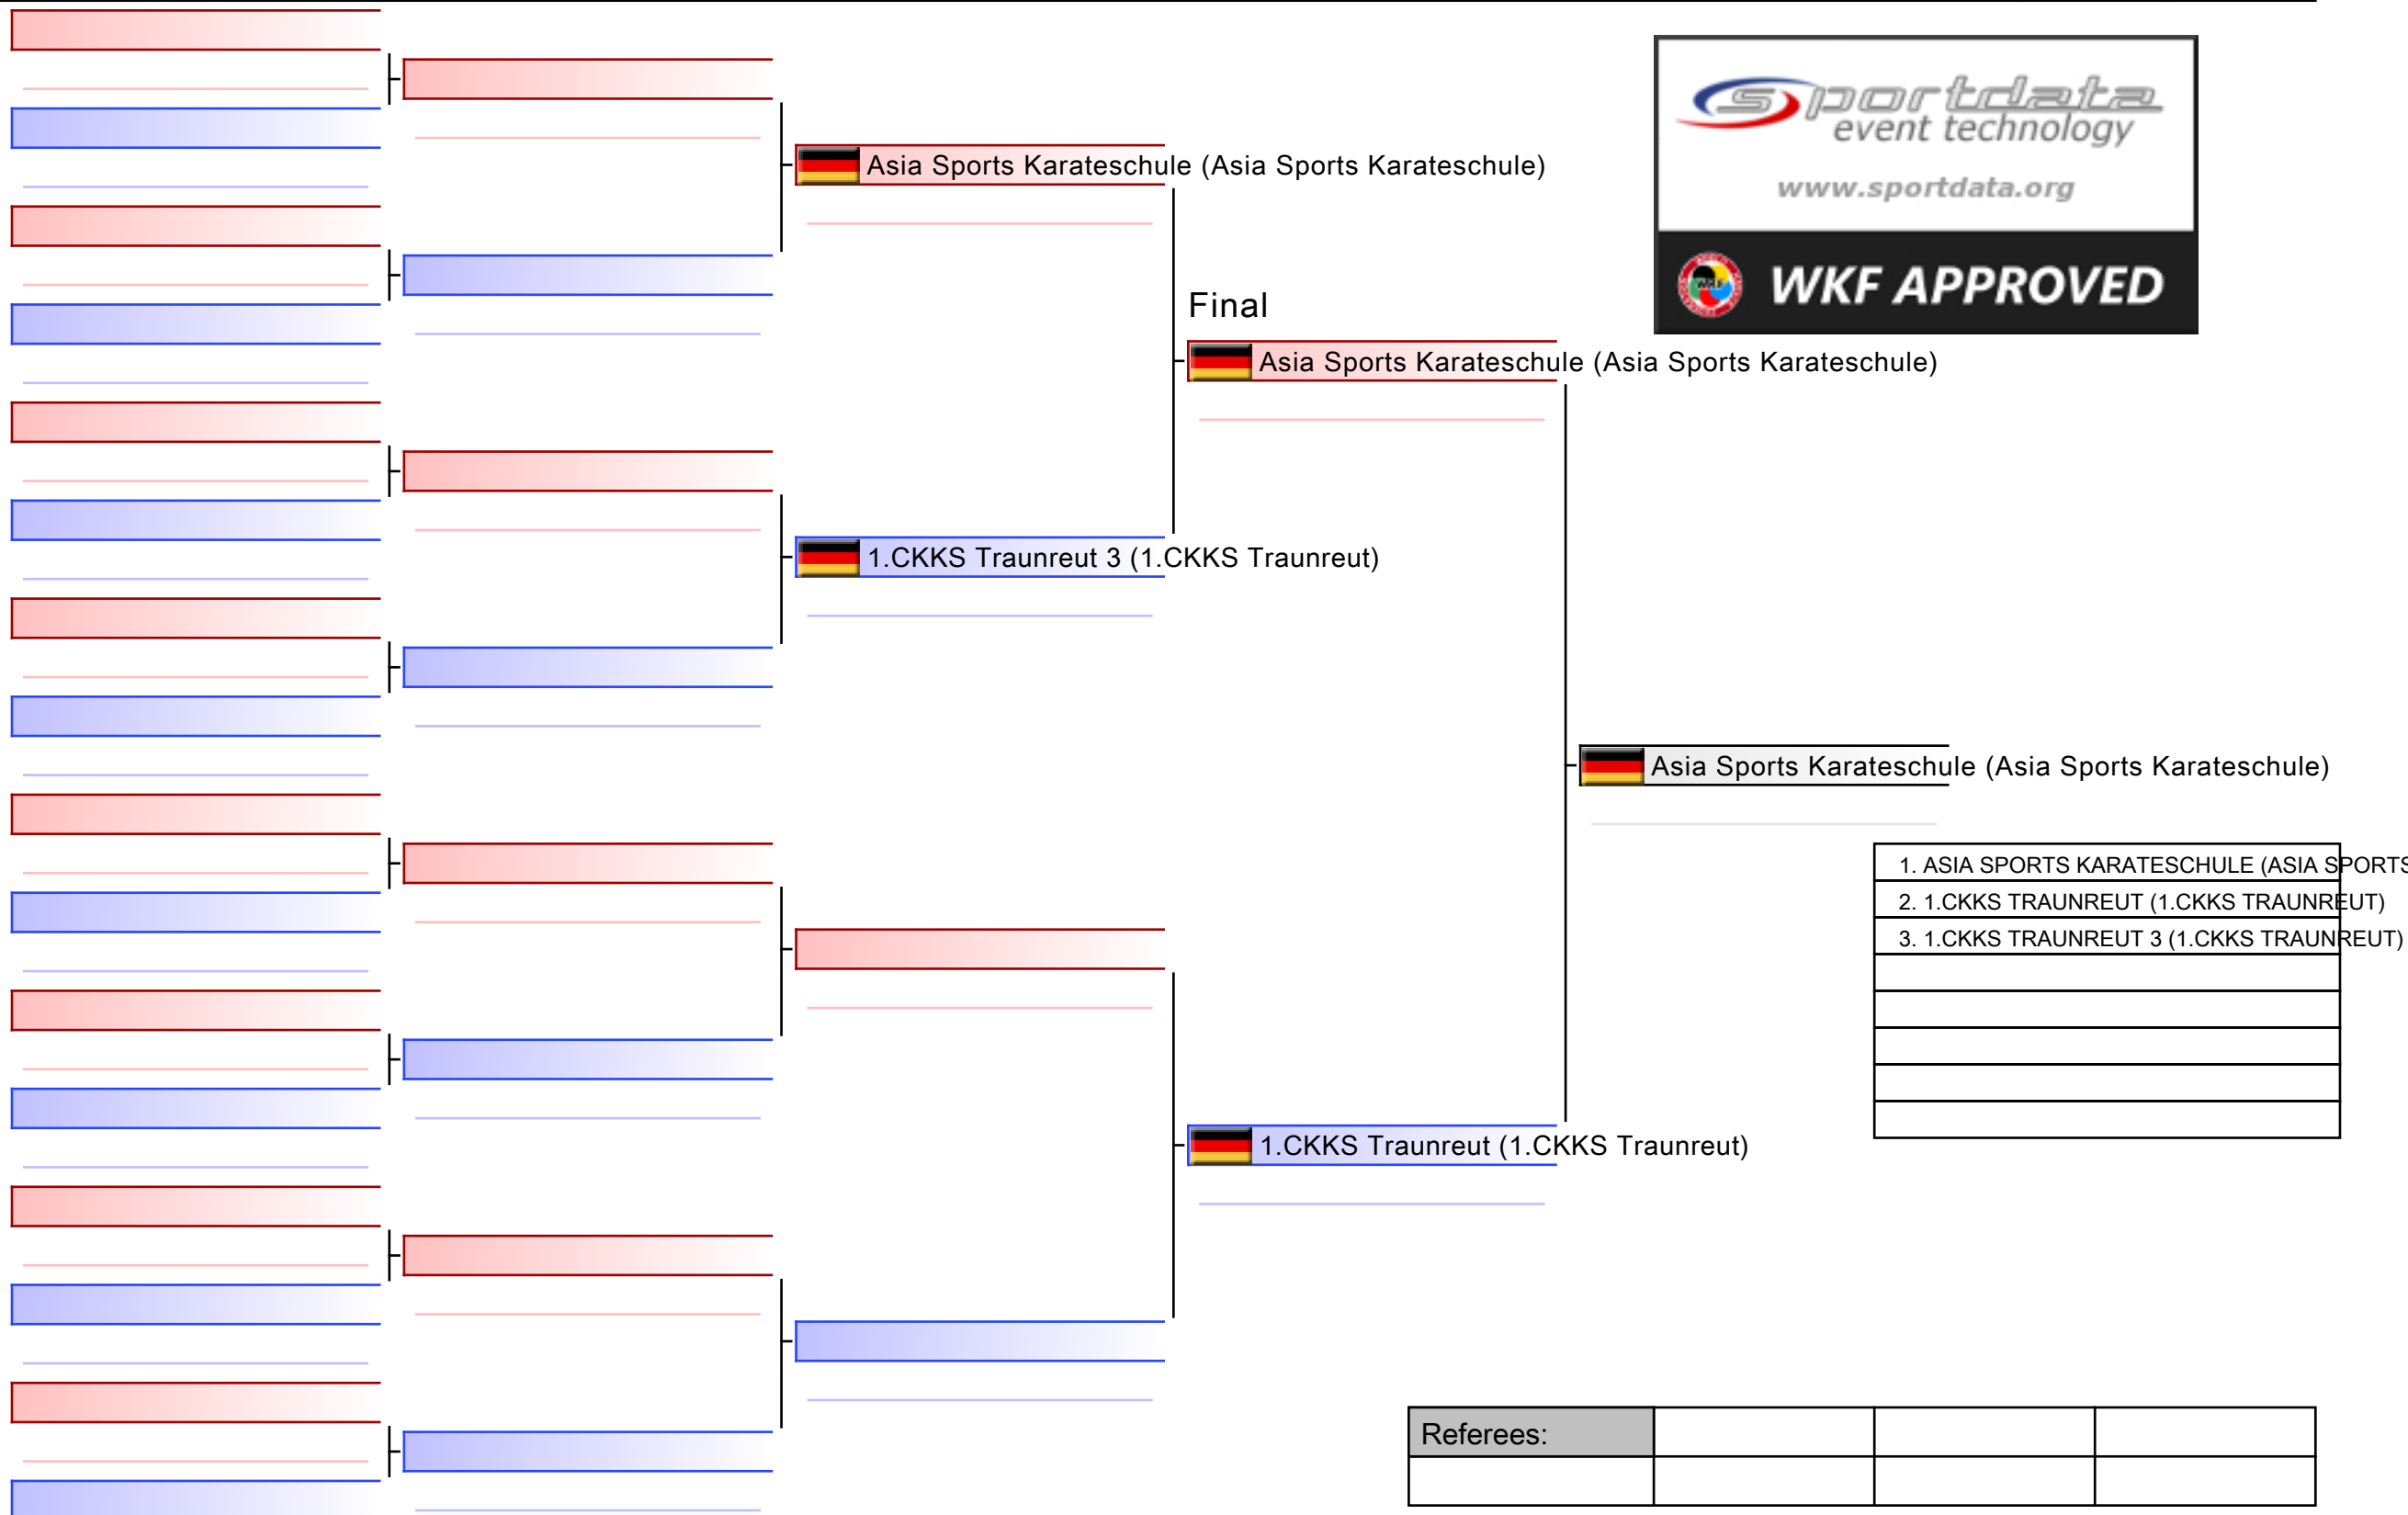 sportdata
event technology
www.sportdata.org
WKF APPROVED
Asia Sports Karateschule (Asia Sports Karateschule)
Final
Asia Sports Karateschule (Asia Sports Karateschule)
1.CKKS Traunreut 3 (1.CKKS Traunreut)
Asia Sports Karateschule (Asia Sports Karateschule)
1. ASIA SPORTS KARATESCHULE (ASIA SPORTS
2. 1.CKKS TRAUNREUT (1.CKKS TRAUNREUT)
3. 1.CKKS TRAUNREUT 3 (1.CKKS TRAUNREUT)
1.CKKS Traunreut (1.CKKS Traunreut)
Referees: